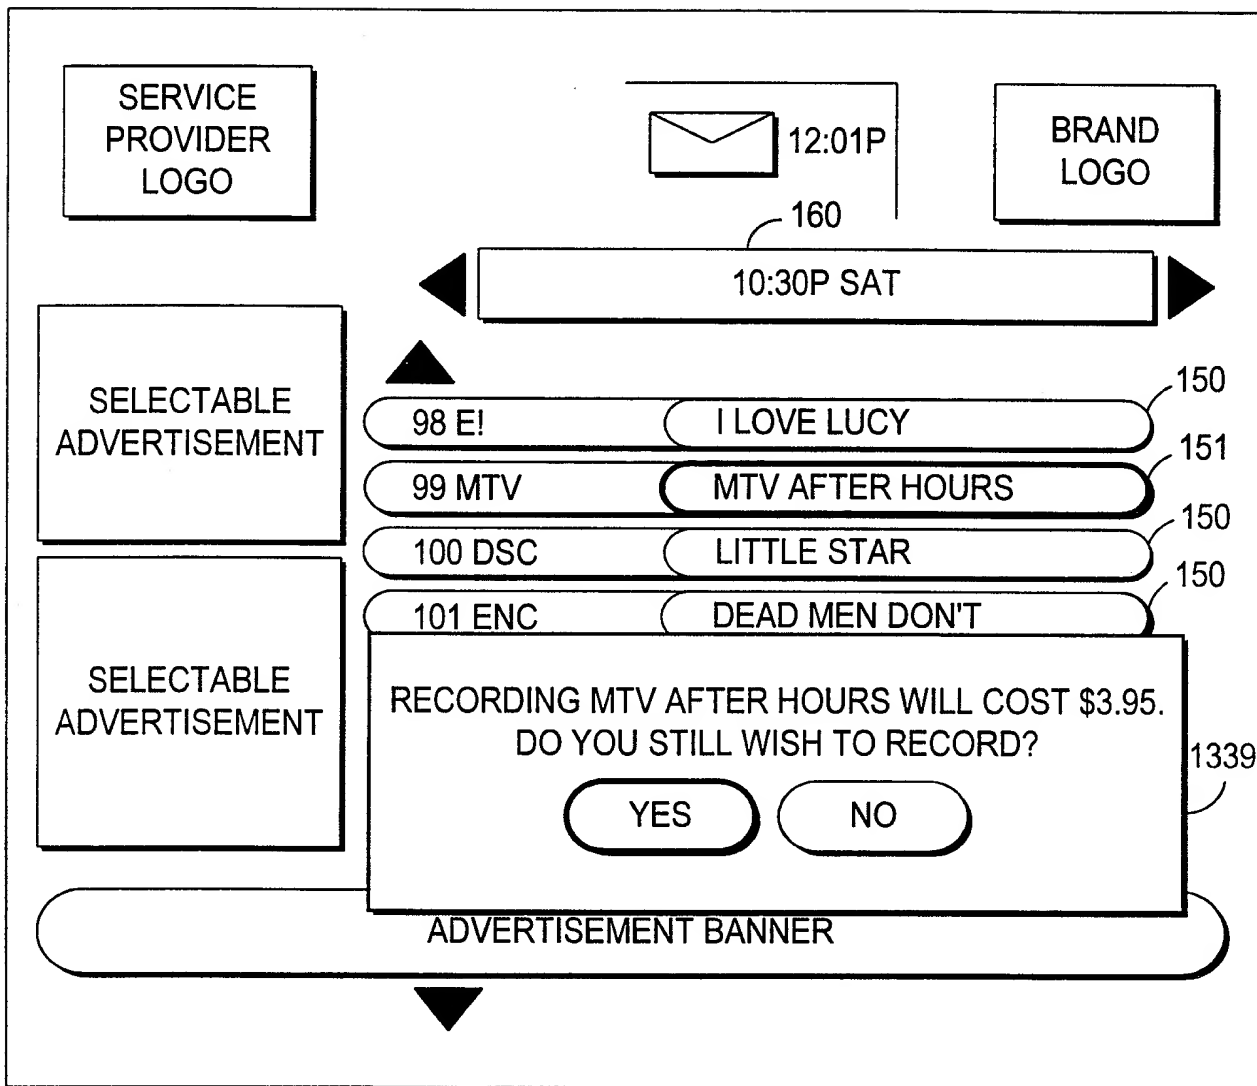 SERVICE
PROVIDER
LOGO
12:01P
BRAND
LOGO
160
10:30P SAT
SELECTABLE
ADVERTISEMENT
150
98 E! I LOVE LUCY
151
99 MTV MTV AFTER HOURS
150
100 DSC LITTLE STAR
150
101 ENC DEAD MEN DON'T
SELECTABLE
ADVERTISEMENT
RECORDING MTV AFTER HOURS WILL COST $3.95.
DO YOU STILL WISH TO RECORD?
1339
YES NO
ADVERTISEMENT BANNER